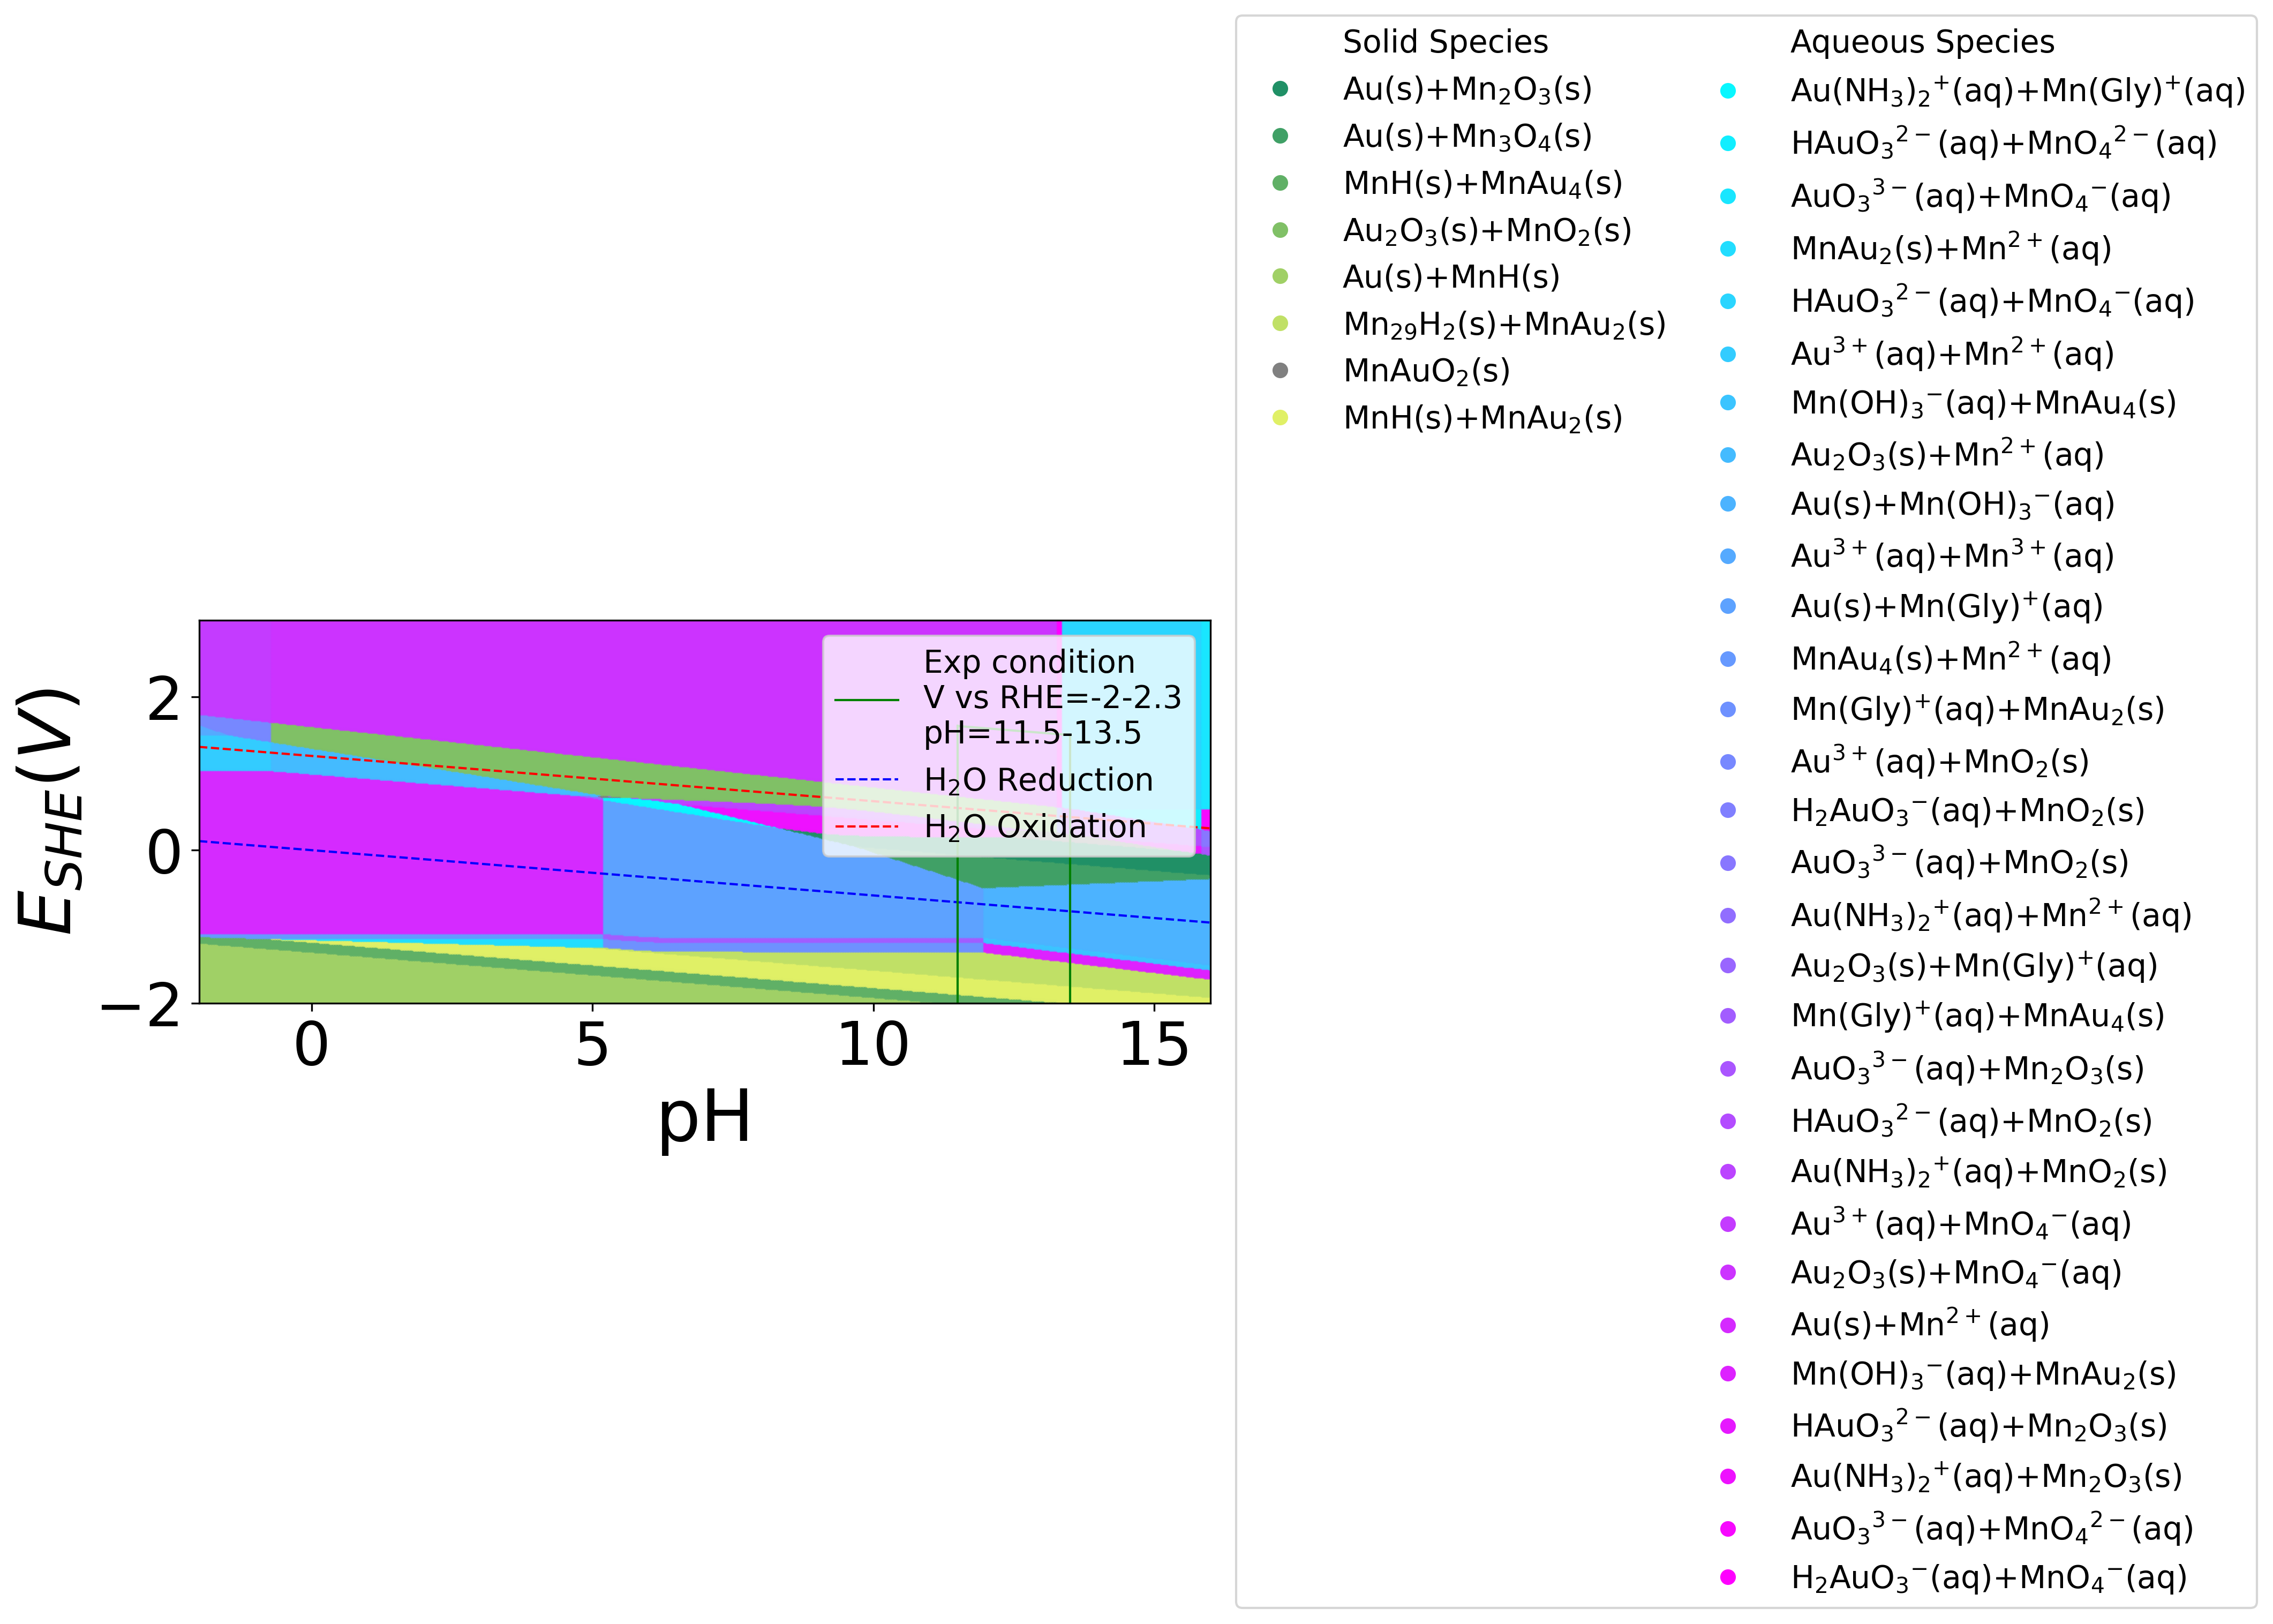 Solid Species
Au(s)+Mn₂O₃(s)
Au(s)+Mn₃O₄(s)
MnH(s)+MnAu₄(s)
Au₂O₃(s)+MnO₂(s)
Au(s)+MnH(s)
Mn₂₉H₂(s)+MnAu₂(s)
MnAuO₂(s)
MnH(s)+MnAu₂(s)
Aqueous Species
Au(NH₃)₂⁺(aq)+Mn(Gly)⁺(aq)
HAuO₃²⁻(aq)+MnO₄²⁻(aq)
AuO₃³⁻(aq)+MnO₄⁻(aq)
MnAu₂(s)+Mn²⁺(aq)
HAuO₃²⁻(aq)+MnO₄⁻(aq)
Au³⁺(aq)+Mn²⁺(aq)
Mn(OH)₃⁻(aq)+MnAu₄(s)
Au₂O₃(s)+Mn²⁺(aq)
Au(s)+Mn(OH)₃⁻(aq)
Au³⁺(aq)+Mn³⁺(aq)
Au(s)+Mn(Gly)⁺(aq)
MnAu₄(s)+Mn²⁺(aq)
Mn(Gly)⁺(aq)+MnAu₂(s)
Au³⁺(aq)+MnO₂(s)
H₂AuO₃⁻(aq)+MnO₂(s)
AuO₃³⁻(aq)+MnO₂(s)
Au(NH₃)₂⁺(aq)+Mn²⁺(aq)
Au₂O₃(s)+Mn(Gly)⁺(aq)
Mn(Gly)⁺(aq)+MnAu₄(s)
AuO₃³⁻(aq)+Mn₂O₃(s)
HAuO₃²⁻(aq)+MnO₂(s)
Au(NH₃)₂⁺(aq)+MnO₂(s)
Au³⁺(aq)+MnO₄⁻(aq)
Au₂O₃(s)+MnO₄⁻(aq)
Au(s)+Mn²⁺(aq)
Mn(OH)₃⁻(aq)+MnAu₂(s)
HAuO₃²⁻(aq)+Mn₂O₃(s)
Au(NH₃)₂⁺(aq)+Mn₂O₃(s)
AuO₃³⁻(aq)+MnO₄²⁻(aq)
H₂AuO₃⁻(aq)+MnO₄⁻(aq)
Exp condition
V vs RHE=-2-2.3
pH=11.5-13.5
H₂O Reduction
H₂O Oxidation
E_SHE(V)
2
0
−2
0 5 10 15
pH